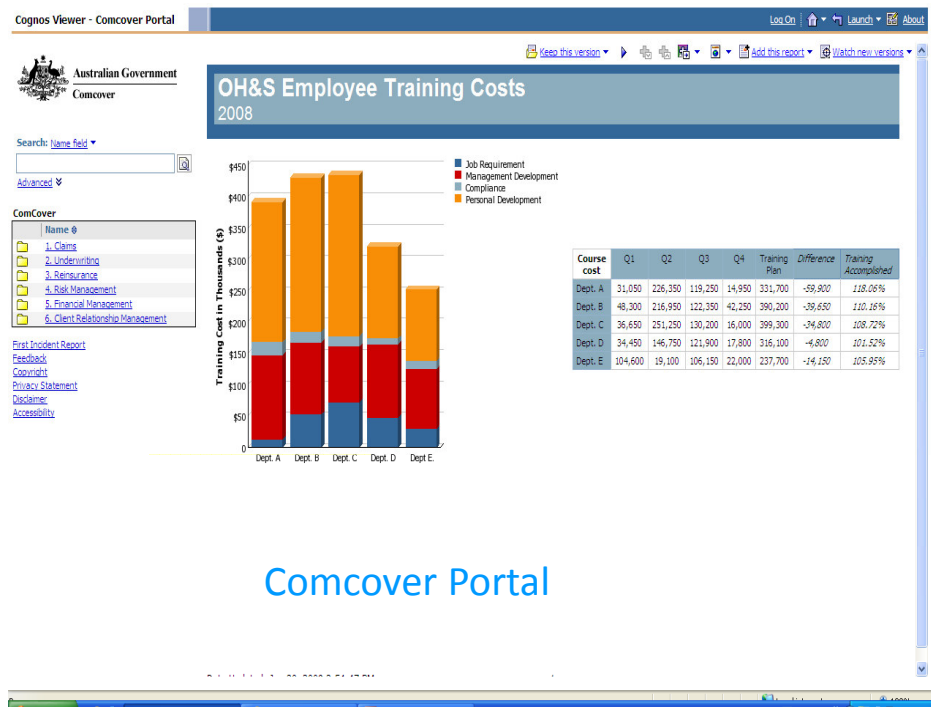 Cognos Viewer - Comcover Portal
Log On
Launch
About
Keep this version
Add this report
Watch new versions
Australian Government
Comcover
OH&S Employee Training Costs
2008
Search: Name field
Advanced
ComCover
Name
1. Claims
2. Underwriting
3. Reinsurance
4. Risk Management
5. Financial Management
6. Client Relationship Management
First Incident Report
Feedback
Copyright
Privacy Statement
Disclaimer
Accessibility
Training Cost in Thousands ($)
$450
$400
$350
$300
$250
$200
$150
$100
$50
0
Dept. A Dept. B Dept. C Dept. D Dept E.
Job Requirement
Management Development
Compliance
Personal Development
Course cost Q1 Q2 Q3 Q4 Training Plan Difference Training Accomplished
Dept. A 31,050 226,350 119,250 14,950 331,700 -59,900 118.06%
Dept. B 48,300 216,950 122,350 42,250 390,200 -39,650 110.16%
Dept. C 36,650 251,250 130,200 16,000 399,300 -34,800 108.72%
Dept. D 34,450 146,750 121,900 17,800 316,100 -4,800 101.52%
Dept. E 104,600 19,100 106,150 22,000 237,700 -14,150 105.95%
Comcover Portal